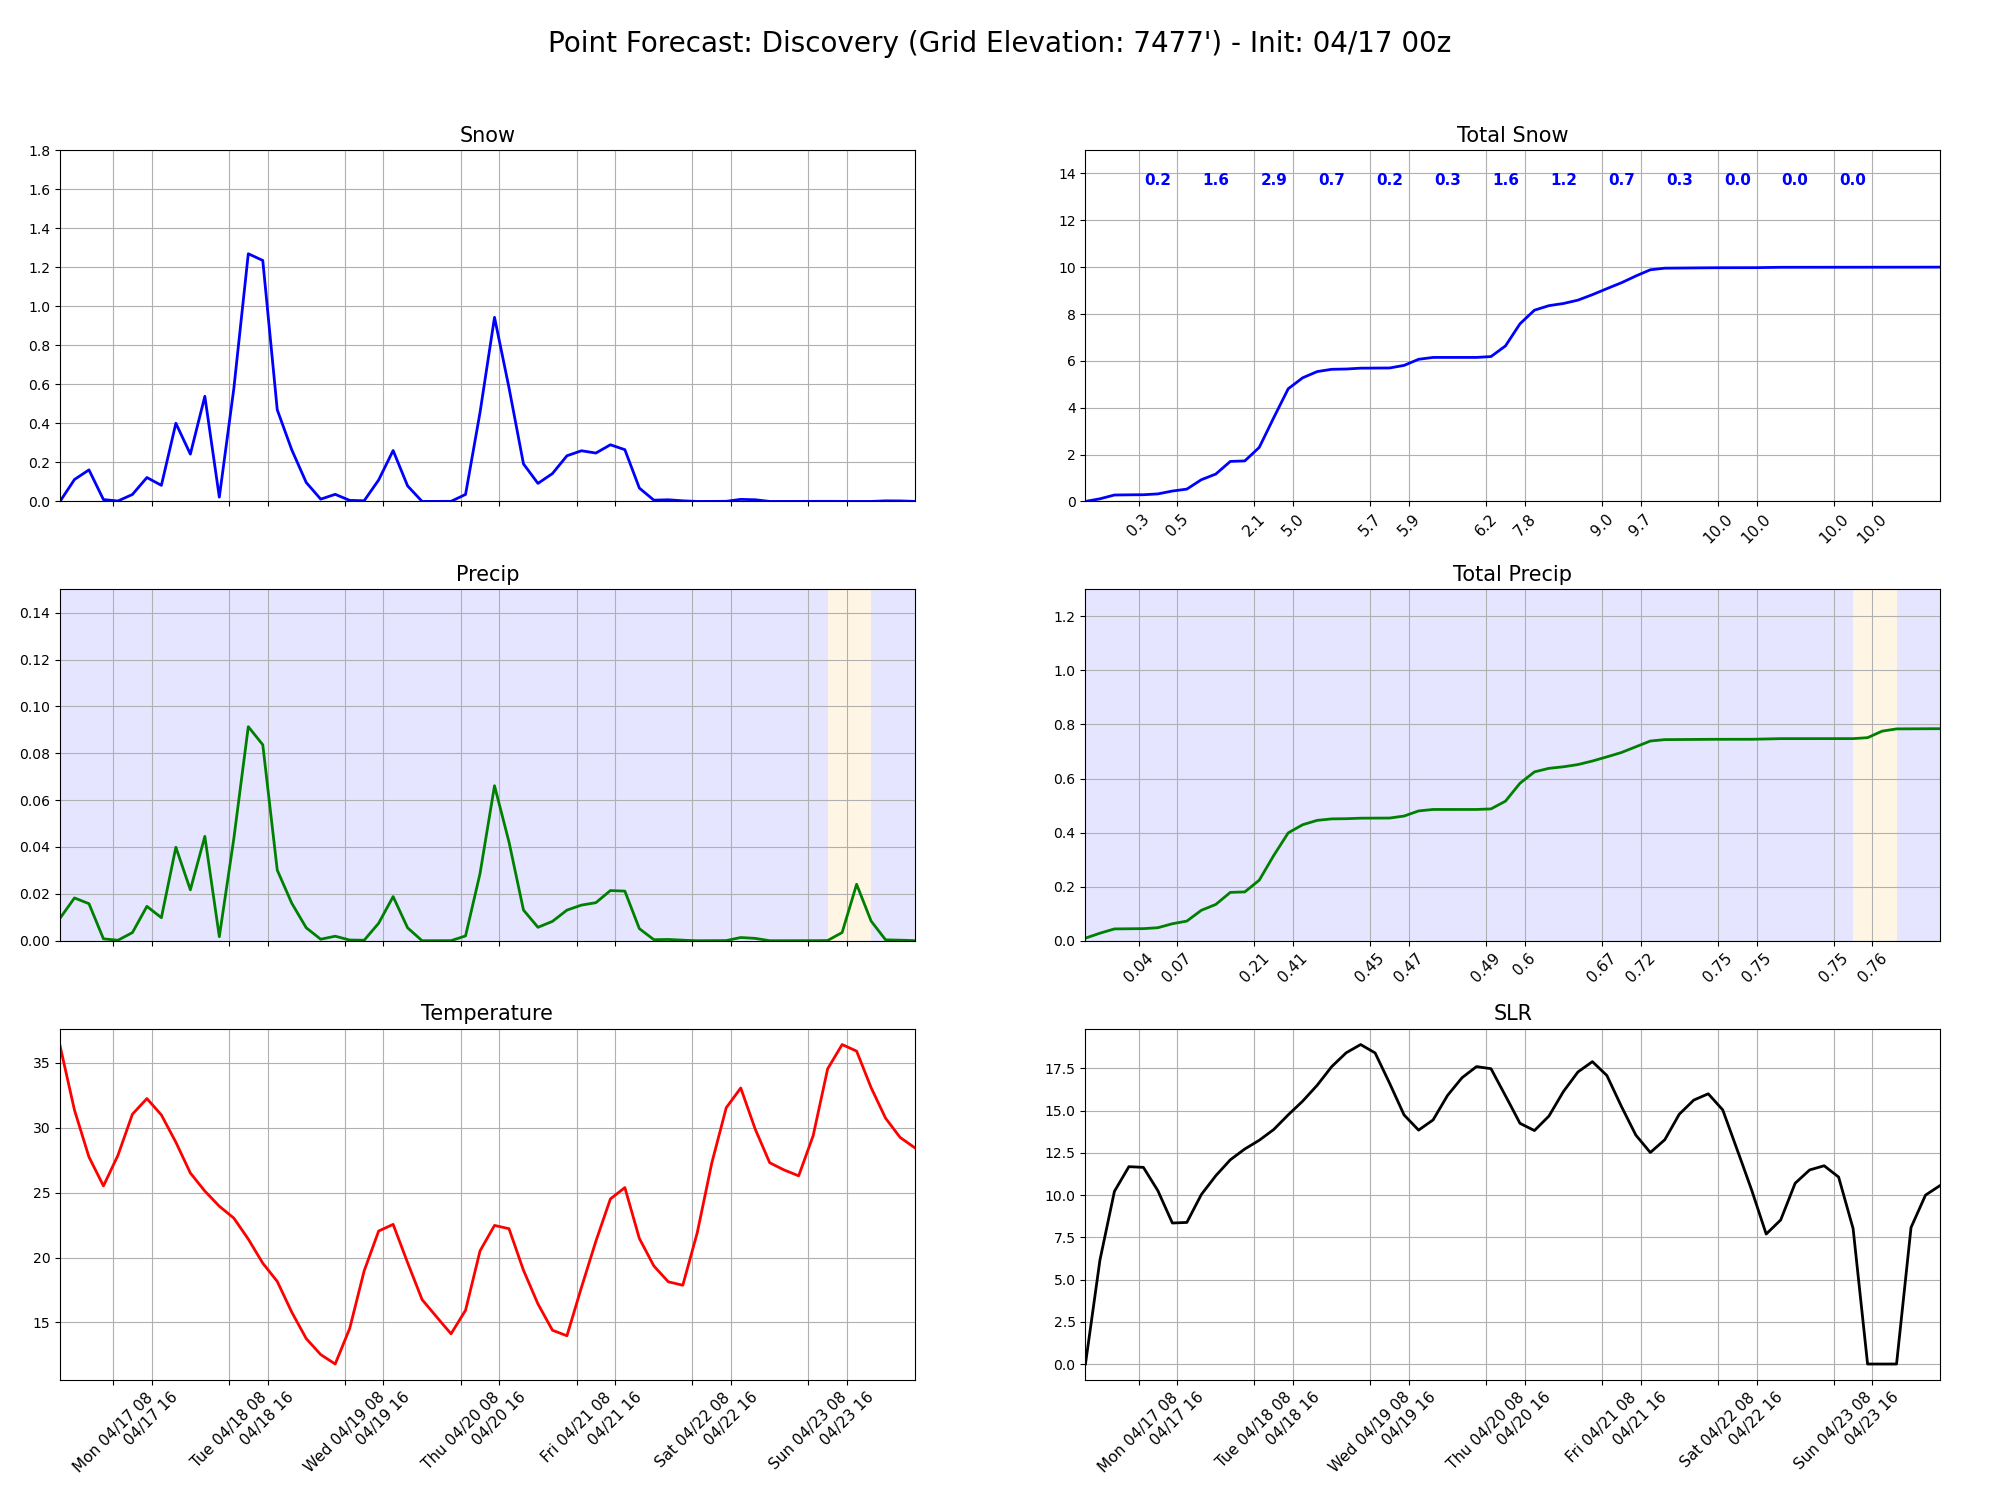 Point Forecast: Discovery (Grid Elevation: 7477') - Init: 04/17 00z
Snow
1.8
1.6
1.4
1.2
1.0
0.8
0.6
0.4
0.2
0.0
Total Snow
14
12
10
8
6
4
2
0
0.2 1.6 2.9 0.7 0.2 0.3 1.6 1.2 0.7 0.3 0.0 0.0 0.0
0.3 0.5 2.1 5.0 5.7 5.9 6.2 7.8 9.0 9.7 10.0 10.0 10.0 10.0
Precip
0.14
0.12
0.10
0.08
0.06
0.04
0.02
0.00
Total Precip
1.2
1.0
0.8
0.6
0.4
0.2
0.0
0.04 0.07 0.21 0.41 0.45 0.47 0.49 0.6 0.67 0.72 0.75 0.75 0.75 0.76
Temperature
35
30
25
20
15
Mon 04/17 08
04/17 16
Tue 04/18 08
04/18 16
Wed 04/19 08
04/19 16
Thu 04/20 08
04/20 16
Fri 04/21 08
04/21 16
Sat 04/22 08
04/22 16
Sun 04/23 08
04/23 16
SLR
17.5
15.0
12.5
10.0
7.5
5.0
2.5
0.0
Mon 04/17 08
04/17 16
Tue 04/18 08
04/18 16
Wed 04/19 08
04/19 16
Thu 04/20 08
04/20 16
Fri 04/21 08
04/21 16
Sat 04/22 08
04/22 16
Sun 04/23 08
04/23 16